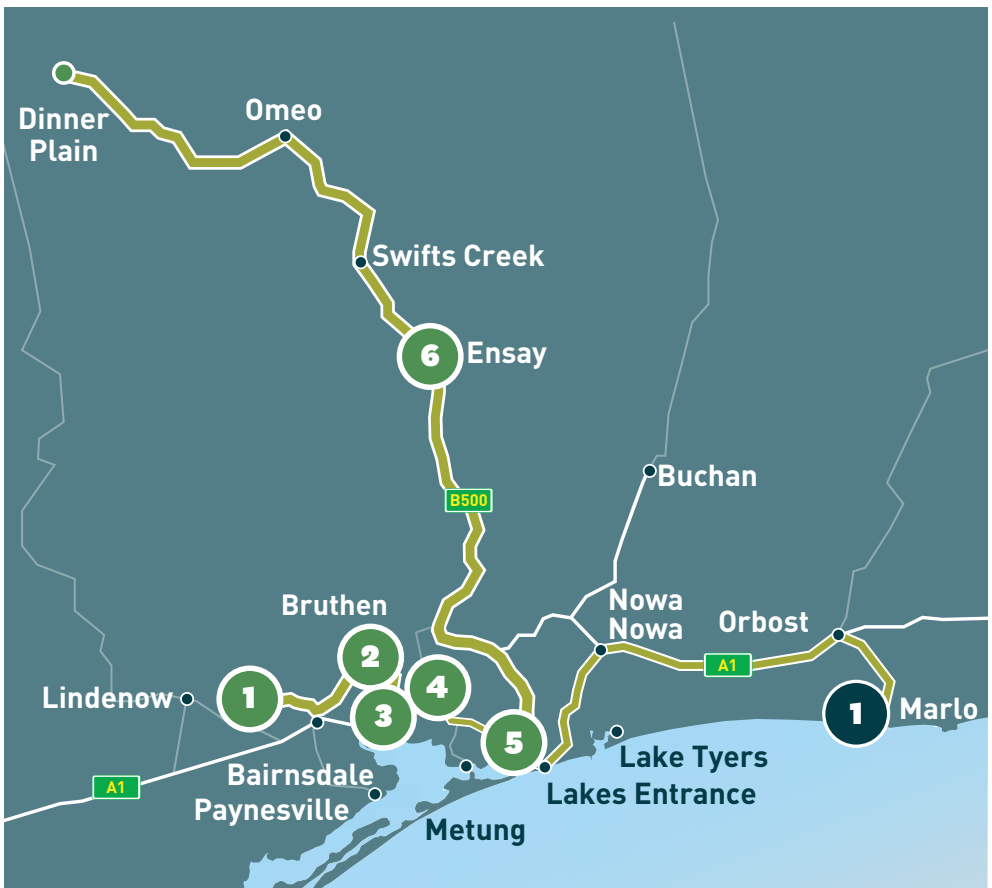 Dinner
Plain
Omeo
Swifts Creek
6
Ensay
Buchan
B500
Bruthen
Nowa
Nowa
Orbost
2
A1
4
Lindenow
1
3
1
Marlo
5
Lake Tyers
Bairnsdale
A1
Lakes Entrance
Paynesville
Metung